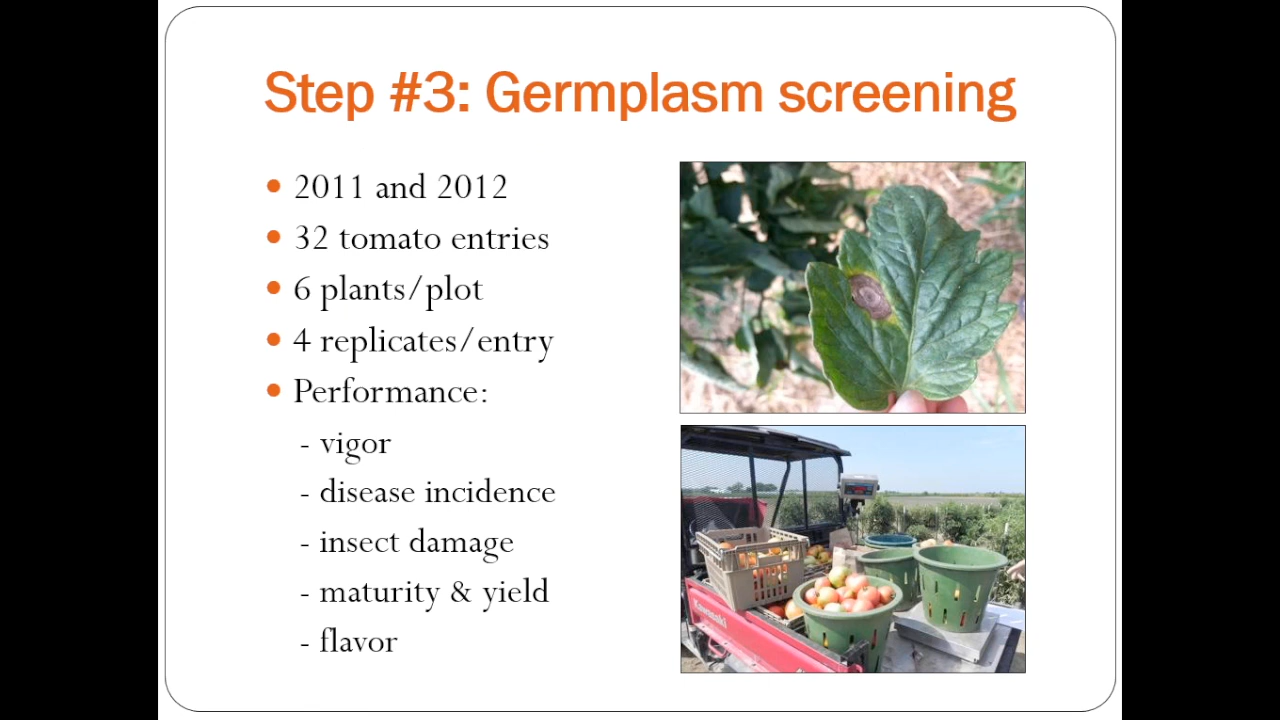 Step #3: Germplasm screening
• 2011 and 2012
• 32 tomato entries
• 6 plants/plot
• 4 replicates/entry
• Performance:
- vigor
- disease incidence
- insect damage
- maturity & yield
- flavor
Kawasaki